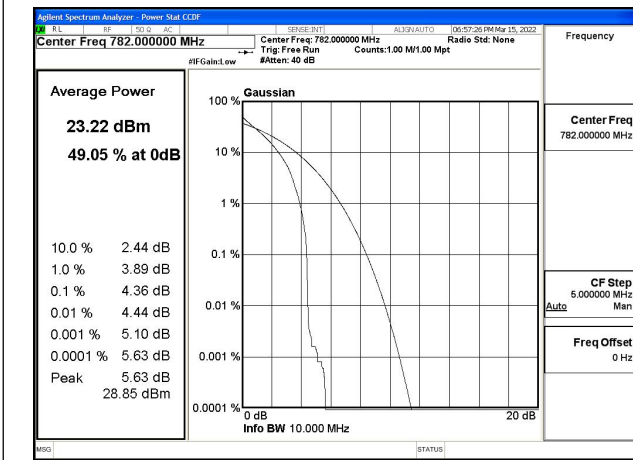 Agilent Spectrum Analyzer - Power Stat CCDF
RL RF 50 Ω AC SENSE:INT ALIGN AUTO 06:57:26 PM Mar 15, 2022
Center Freq 782.000000 MHz
Center Freq: 782.000000 MHz Radio Std: None
Trig: Free Run Counts:1.00 M/1.00 Mpt
#IFGain:Low #Atten: 40 dB
Frequency
Average Power
23.22 dBm
49.05 % at 0dB
10.0 % 2.44 dB
1.0 % 3.89 dB
0.1 % 4.36 dB
0.01 % 4.44 dB
0.001 % 5.10 dB
0.0001 % 5.63 dB
Peak 5.63 dB
28.85 dBm
Gaussian
100 %
10 %
1 %
0.1 %
0.01 %
0.001 %
0.0001 %
0 dB 20 dB
Info BW 10.000 MHz
Center Freq
782.000000 MHz
CF Step
5.000000 MHz
Auto Man
Freq Offset
0 Hz
MSG STATUS